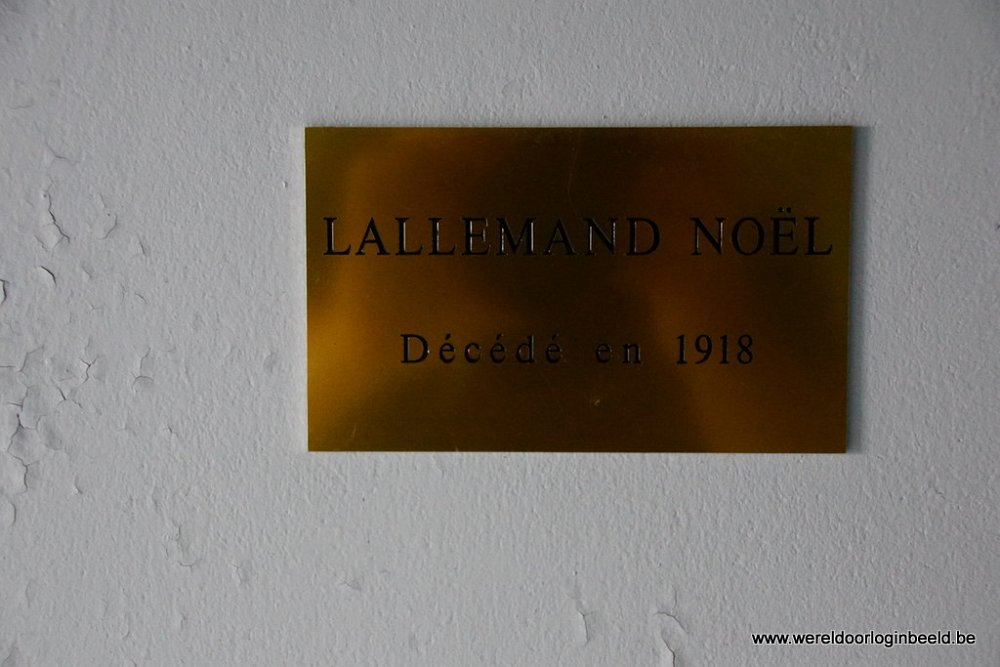 LALLEMAND NOËL
Décédé en 1918
www.wereldoorloginbeeld.be